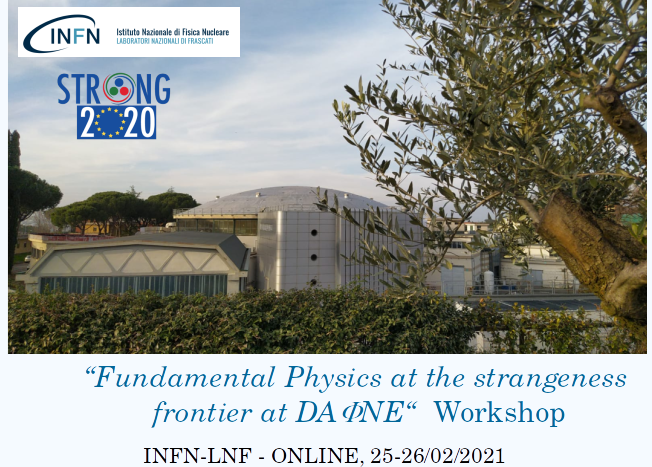 INFN
Istituto Nazionale di Fisica Nucleare
LABORATORI NAZIONALI DI FRASCATI
STRONG
2020
“Fundamental Physics at the strangeness
frontier at DAΦNE“ Workshop
INFN-LNF - ONLINE, 25-26/02/2021